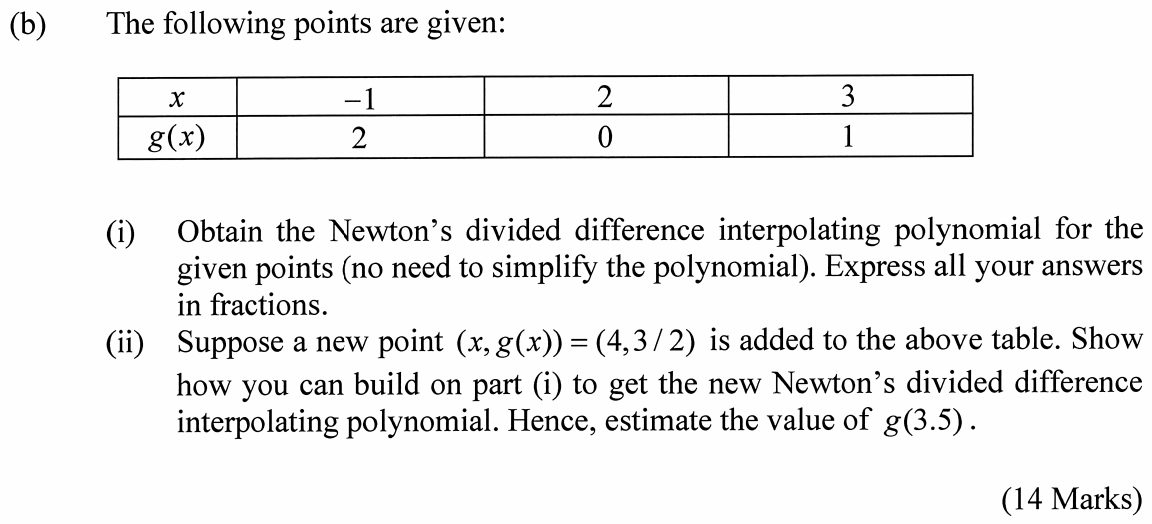 (b) The following points are given:
x −1 2 3
g(x) 2 0 1
(i) Obtain the Newton's divided difference interpolating polynomial for the
given points (no need to simplify the polynomial). Express all your answers
in fractions.
(ii) Suppose a new point (x, g(x)) = (4, 3 / 2) is added to the above table. Show
how you can build on part (i) to get the new Newton's divided difference
interpolating polynomial. Hence, estimate the value of g(3.5).
(14 Marks)